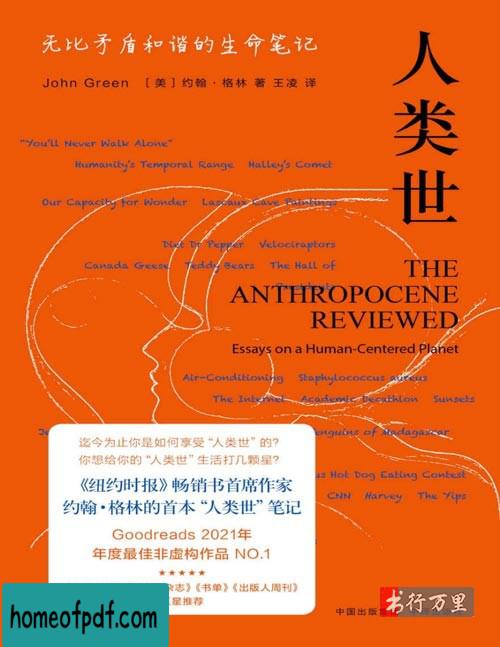 无比矛盾和谐的生命笔记
John Green [美] 约翰·格林 著 王凌 译
人类世
"You'll Never Walk Alone"
Humanity's Temporal Range Halley's Comet
Our Capacity for Wonder Lascaux Cave Paintings
Diet Dr Pepper Velociraptors
Canada Geese Teddy Bears The Hall of
THE
ANTHROPOCENE
REVIEWED
Essays on a Human-Centered Planet
Air-Conditioning Staphylococcus aureus
The Internet Academic Decathlon Sunsets
enguins of Madagascar
us Hot Dog Eating Contest
CNN Harvey The Yips
迄今为止你是如何享受“人类世”的?
你想给你的“人类世”生活打几颗星?
《纽约时报》畅销书首席作家
约翰·格林的首本“人类世”笔记
Goodreads 2021年
年度最佳非虚构作品 NO.1
★★★★★
杂志》《书单》《出版人周刊》
星推荐
homeofpdf.com
中国出版
书行万里